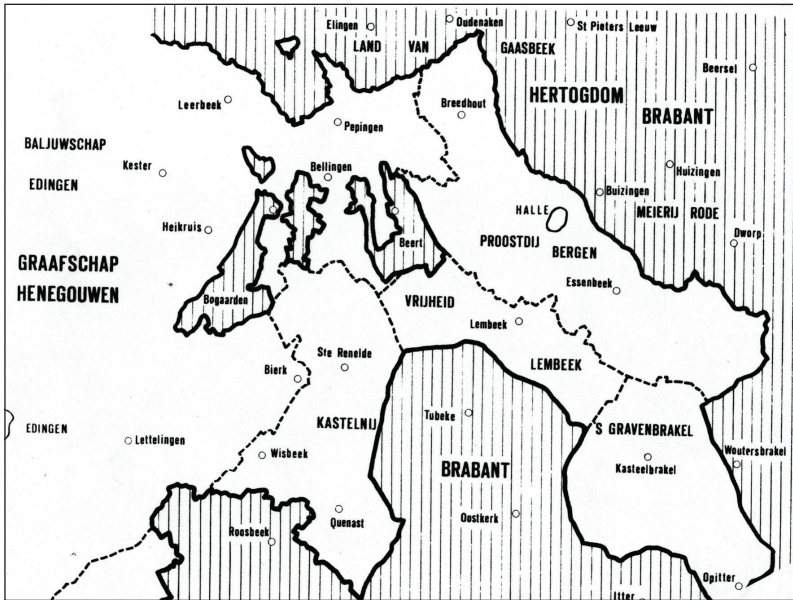 Elingen
Oudenaken
St Pieters Leeuw
LAND VAN GAASBEEK
Beersel
HERTOGDOM
BRABANT
Leerbeek
Breedhout
Pepingen
BALJUWSCHAP
EDINGEN
Kester
Bellingen
Huizingen
Buizingen
HALLE
MEIERIJ RODE
Heikruis
Beert
PROOSTDIJ
BERGEN
Dworp
GRAAFSCHAP
HENEGOUWEN
Essenbeek
Bogaarden
VRIJHEID
Lembeek
Ste Renelde
Bierk
LEMBEEK
EDINGEN
Lettelingen
KASTELNIJ
Tubeke
S GRAVENBRAKEL
Wisbeek
BRABANT
Kasteelbrakel
Woutersbrakel
Quenast
Oostkerk
Roosbeek
Opitter
Itter